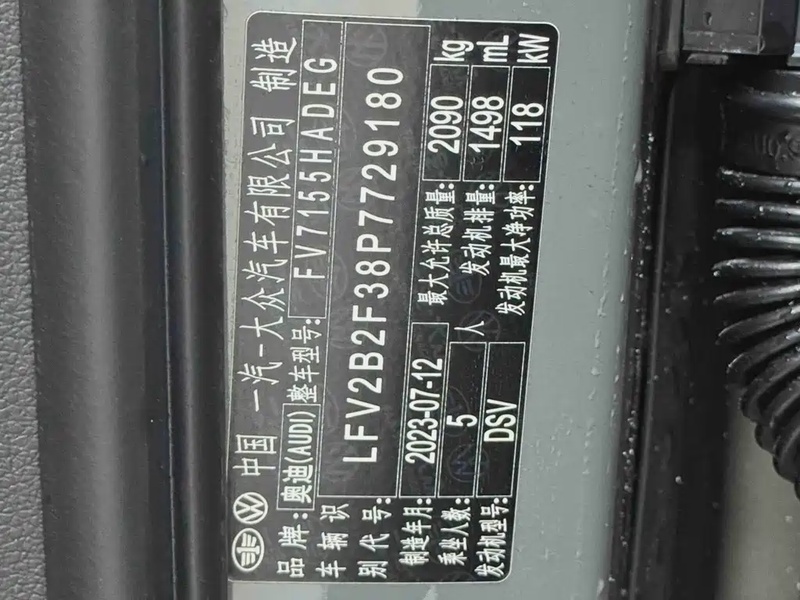 中国 一汽-大众汽车有限公司 制造
品牌: 奥迪(AUDI) 整车型号: FV7155HADEG
车辆识别代号: LFV2B2F38P7729180
制造年月: 2023-07-12 最大允许总质量: 2090 kg
乘坐人数: 5 人 发动机排量: 1498 mL
发动机型号: DSV 发动机最大净功率: 118 kW